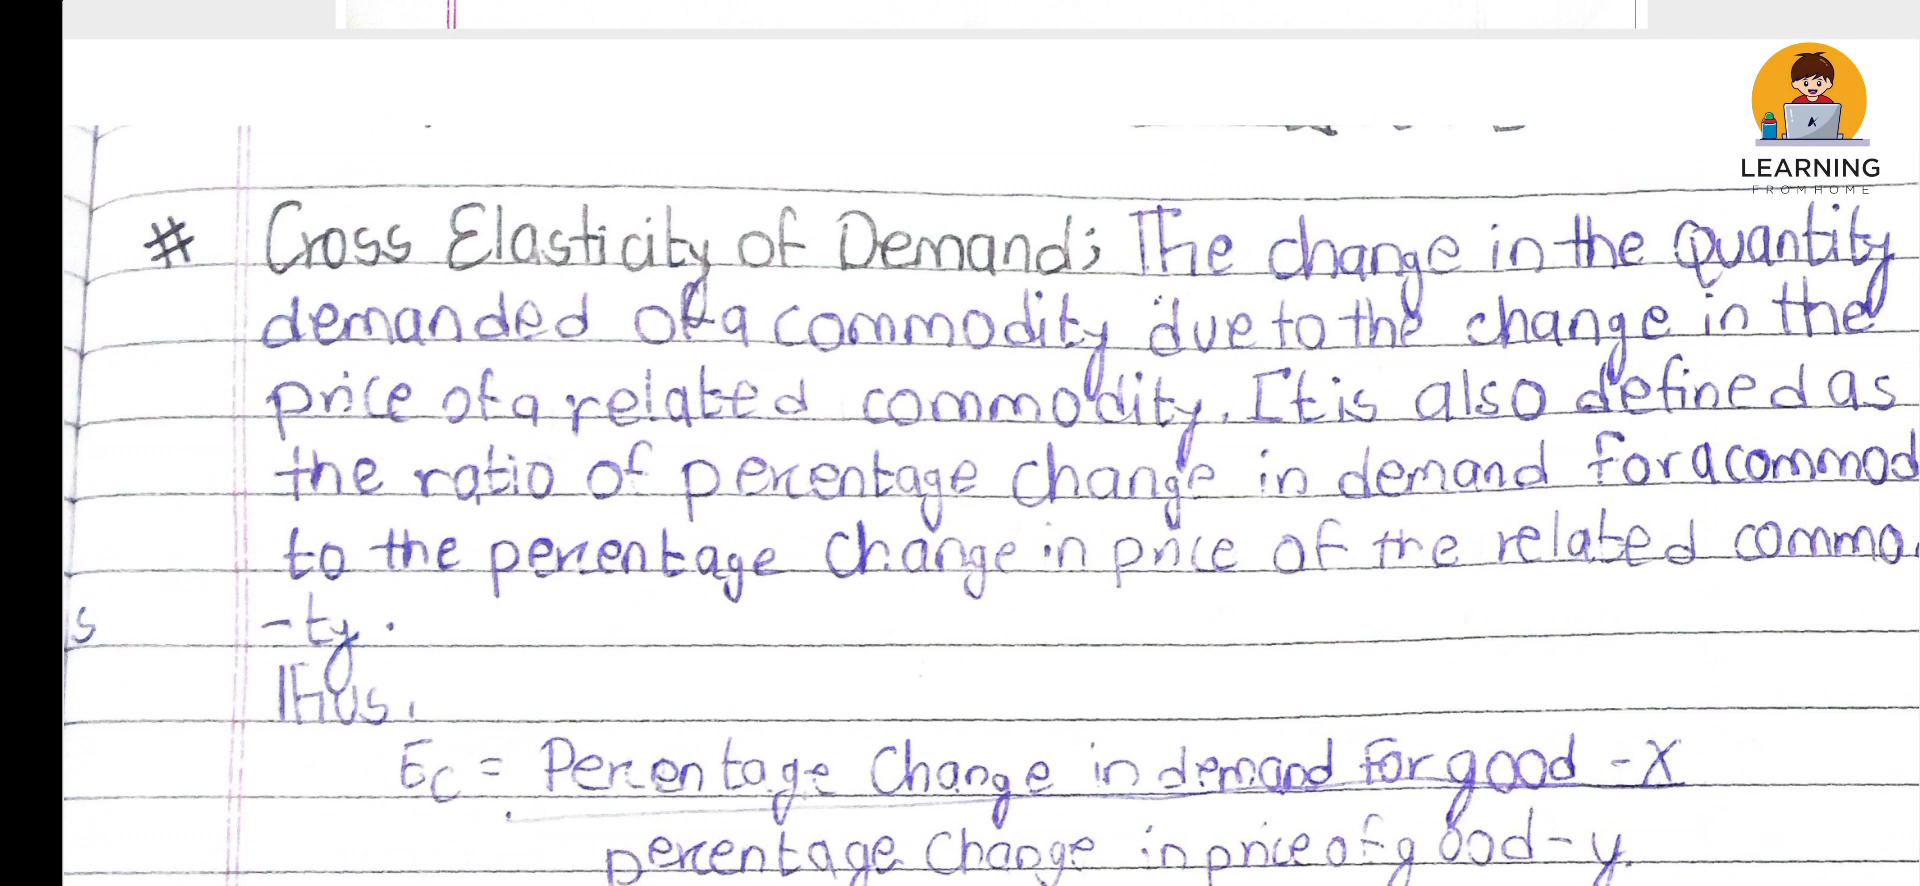 LEARNING
FROM HOME
# Cross Elasticity of Demand; The change in the quantity
demanded of a commodity due to the change in the
price of a related commodity. It is also defined as
the ratio of percentage change in demand for a commod
to the percentage change in price of the related commo
-ty.
s
Thus,
Ec = Percentage Change in demand for good - X
percentage change in price of good - y.